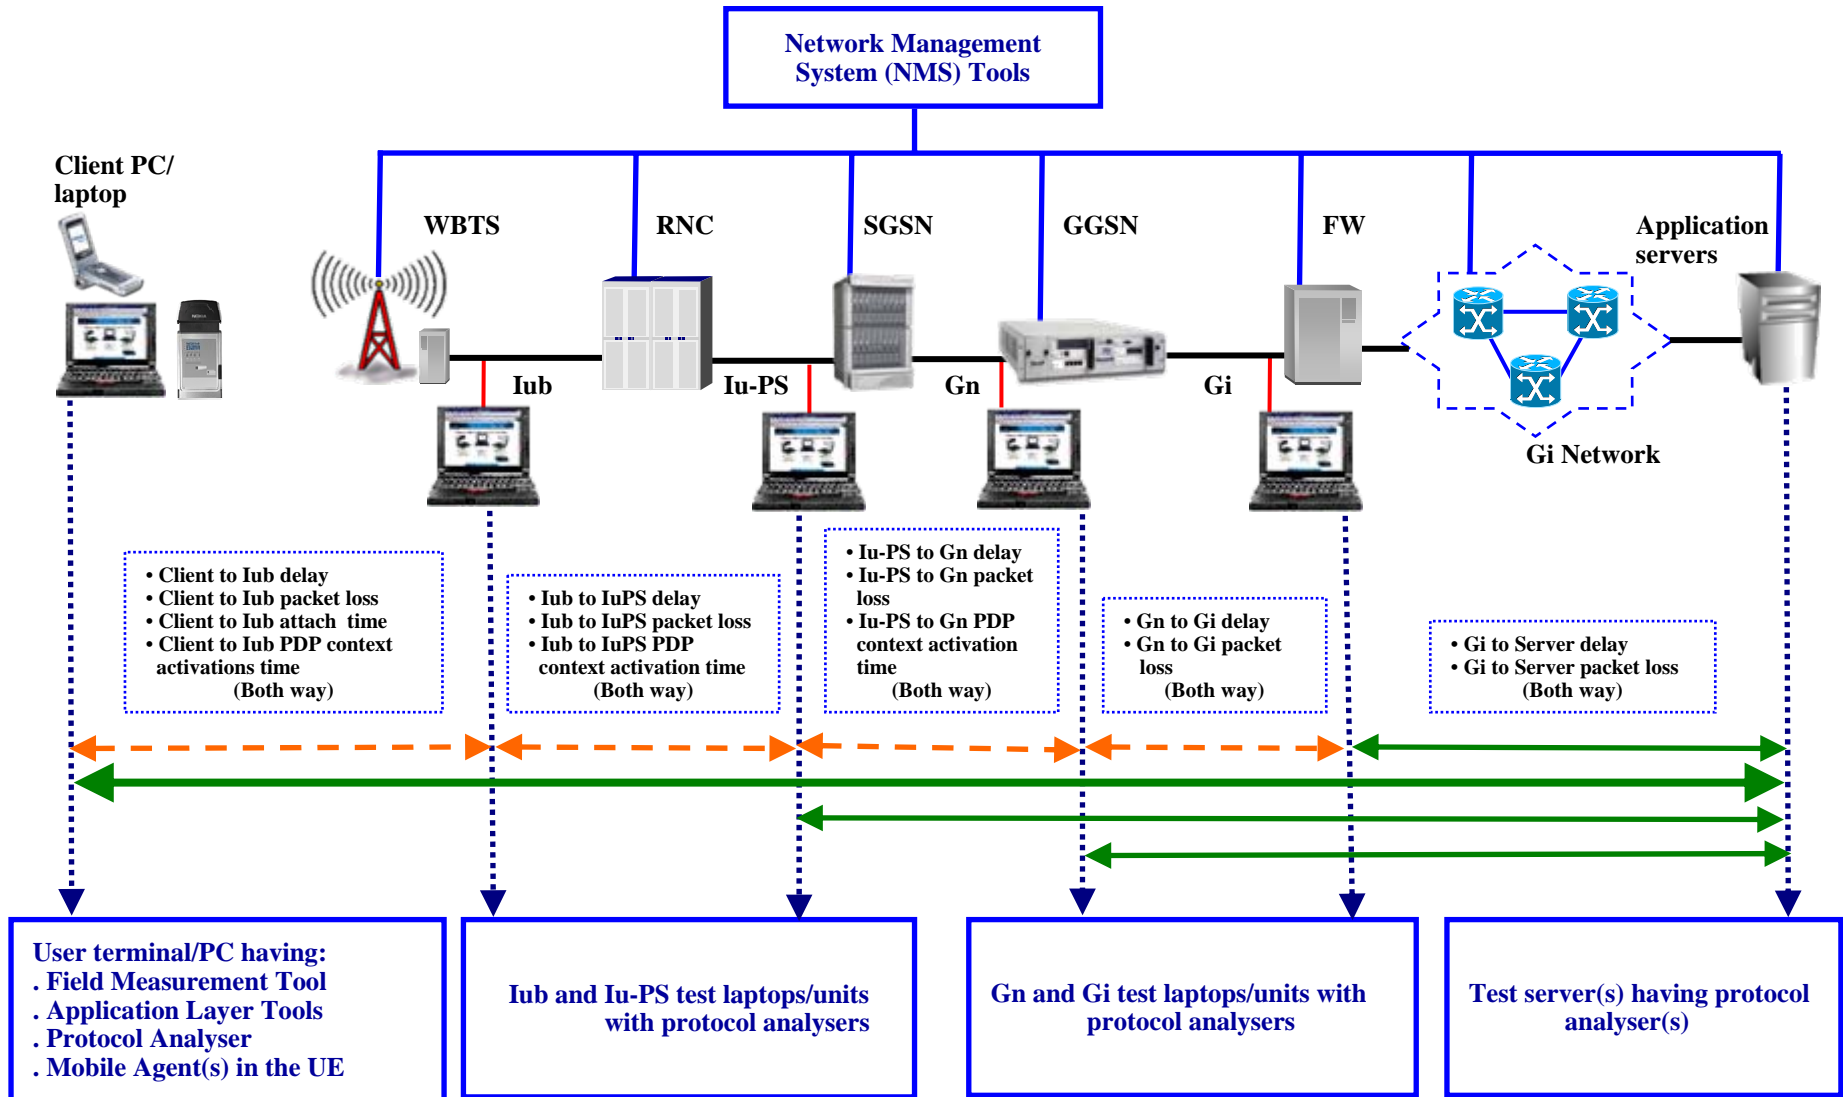 Network Management
System (NMS) Tools
Client PC/
laptop
WBTS
RNC
SGSN
GGSN
FW
Application
servers
Iub
Iu-PS
Gn
Gi
Gi Network
• Client to Iub delay
• Client to Iub packet loss
• Client to Iub attach time
• Client to Iub PDP context
activations time
(Both way)
• Iub to IuPS delay
• Iub to IuPS packet loss
• Iub to IuPS PDP
context activation time
(Both way)
• Iu-PS to Gn delay
• Iu-PS to Gn packet
loss
• Iu-PS to Gn PDP
context activation
time
(Both way)
• Gn to Gi delay
• Gn to Gi packet
loss
(Both way)
• Gi to Server delay
• Gi to Server packet loss
(Both way)
User terminal/PC having:
. Field Measurement Tool
. Application Layer Tools
. Protocol Analyser
. Mobile Agent(s) in the UE
Iub and Iu-PS test laptops/units
with protocol analysers
Gn and Gi test laptops/units with
protocol analysers
Test server(s) having protocol
analyser(s)